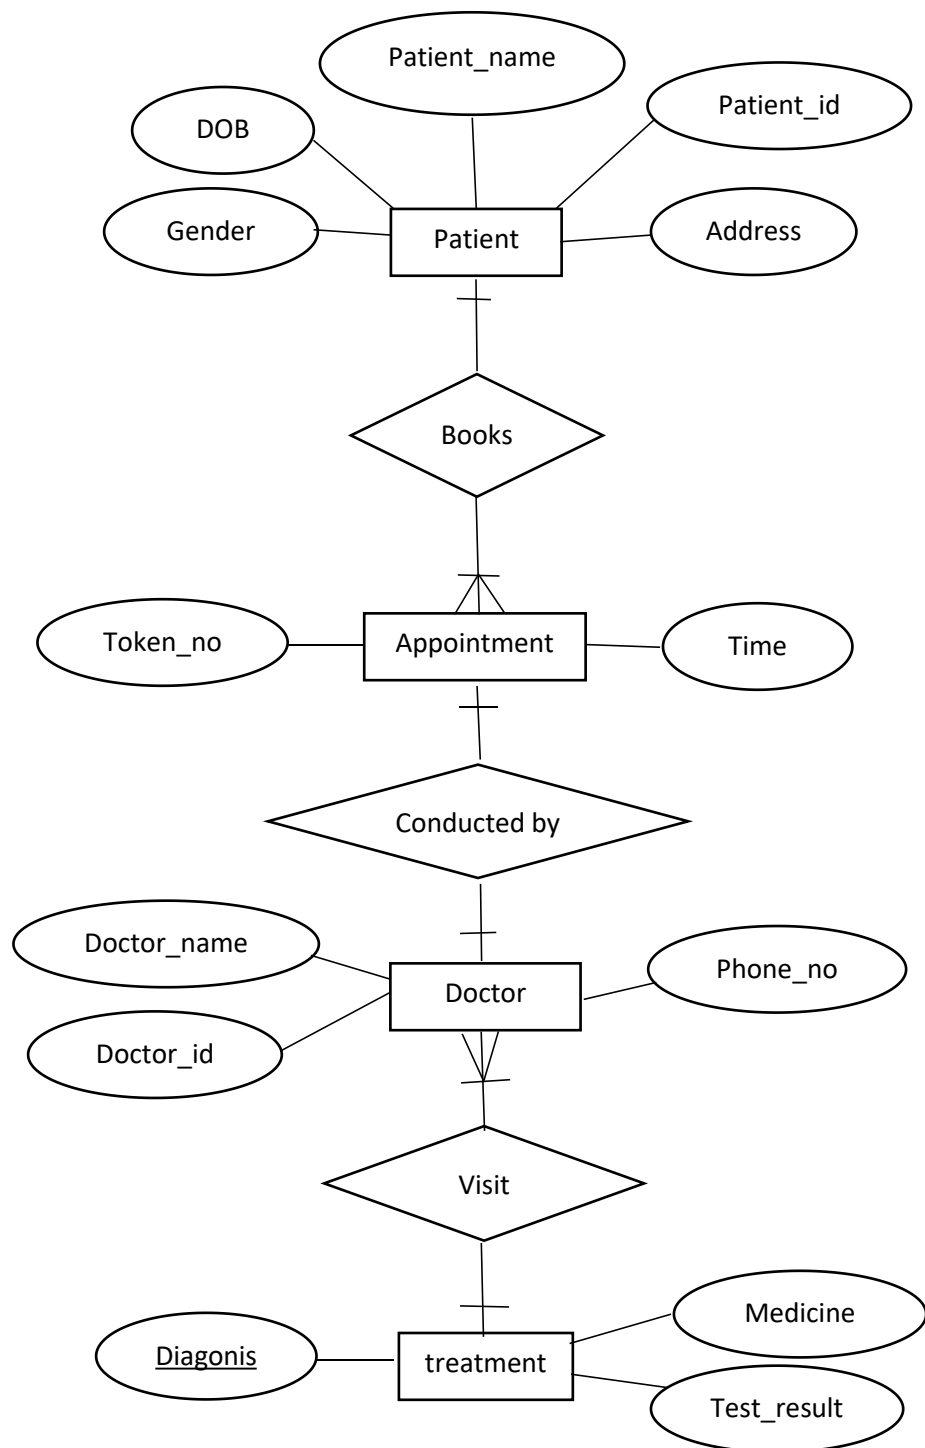 Patient_name
Patient_id
DOB
Gender
Patient
Address
Books
Token_no
Appointment
Time
Conducted by
Doctor_name
Phone_no
Doctor
Doctor_id
Visit
Medicine
Diagonis
treatment
Test_result